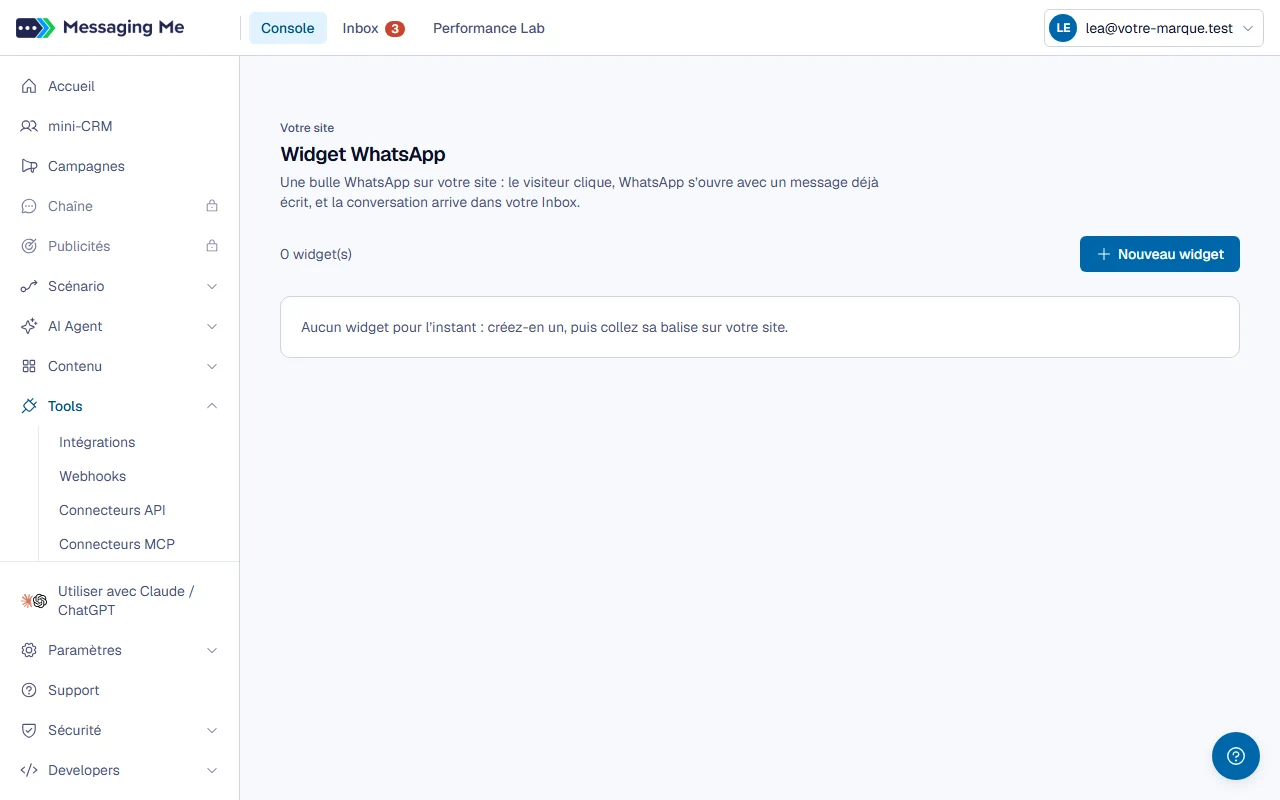 Messaging Me
Console
Inbox 3
Performance Lab
LE lea@votre-marque.test
Accueil
mini-CRM
Campagnes
Chaîne
Publicités
Scénario
AI Agent
Contenu
Tools
Intégrations
Webhooks
Connecteurs API
Connecteurs MCP
Utiliser avec Claude /
ChatGPT
Paramètres
Support
Sécurité
Developers
Votre site
Widget WhatsApp
Une bulle WhatsApp sur votre site : le visiteur clique, WhatsApp s'ouvre avec un message déjà
écrit, et la conversation arrive dans votre Inbox.
0 widget(s)
Nouveau widget
Aucun widget pour l'instant : créez-en un, puis collez sa balise sur votre site.